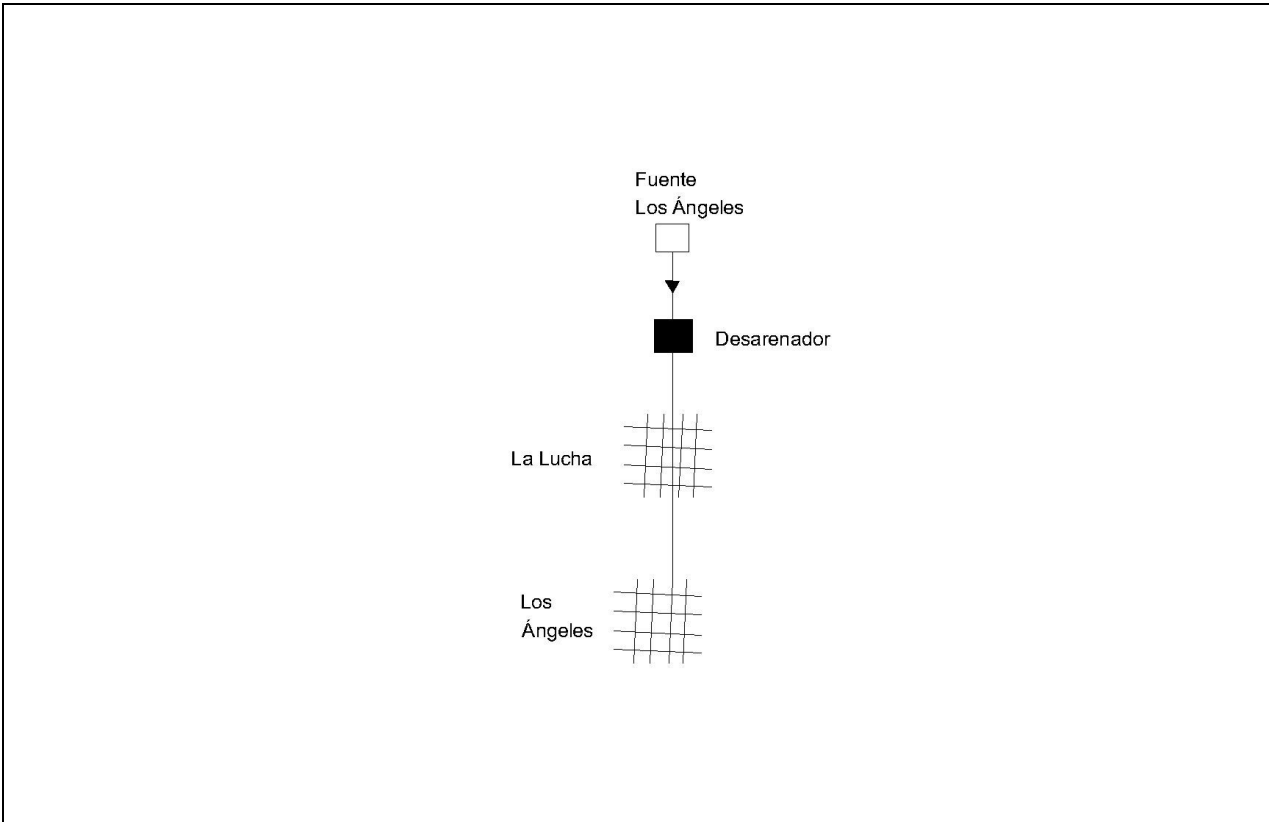 Fuente
Los Ángeles
Desarenador
La Lucha
Los
Ángeles